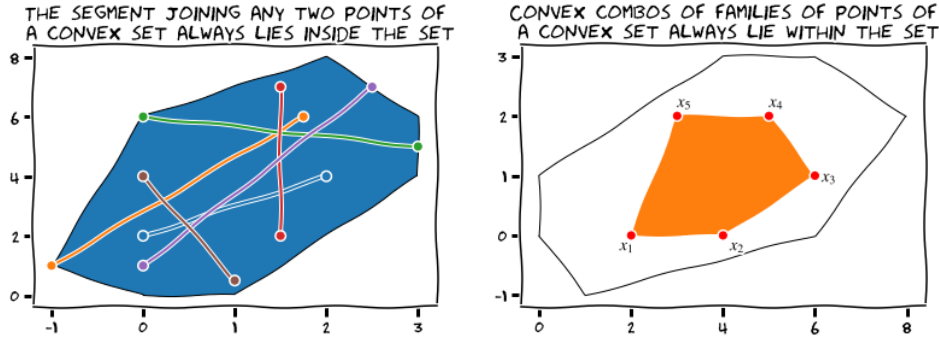 THE SEGMENT JOINING ANY TWO POINTS OF
A CONVEX SET ALWAYS LIES INSIDE THE SET
8
6
4
2
0
-1 0 1 2 3
CONVEX COMBOS OF FAMILIES OF POINTS OF
A CONVEX SET ALWAYS LIE WITHIN THE SET
3
2
1
0
-1
x5 x4
x3
x1 x2
0 2 4 6 8